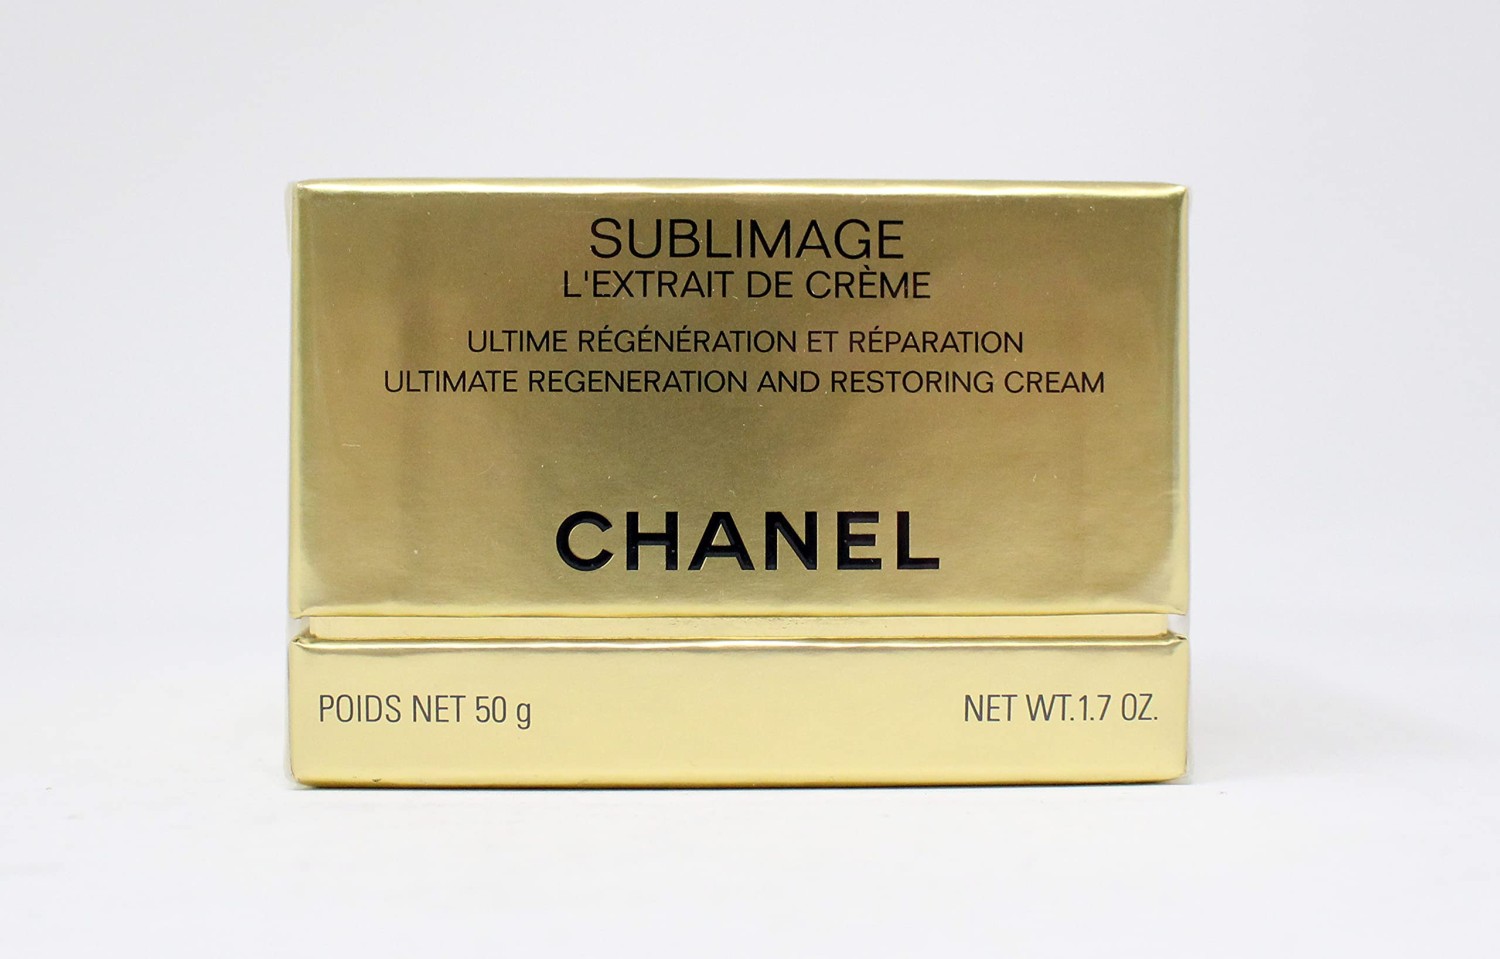 SUBLIMAGE
L'EXTRAIT DE CRÈME
ULTIME RÉGÉNÉRATION ET RÉPARATION
ULTIMATE REGENERATION AND RESTORING CREAM
CHANEL
POIDS NET 50 g
NET WT.1.7 OZ.